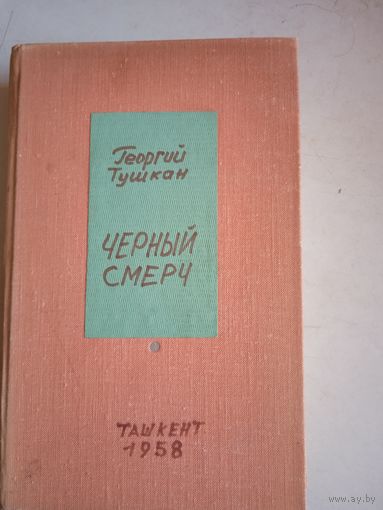 Георгий
Тушкан
ЧЕРНЫЙ
СМЕРЧ
ТАШКЕНТ
1958
www.ay.by